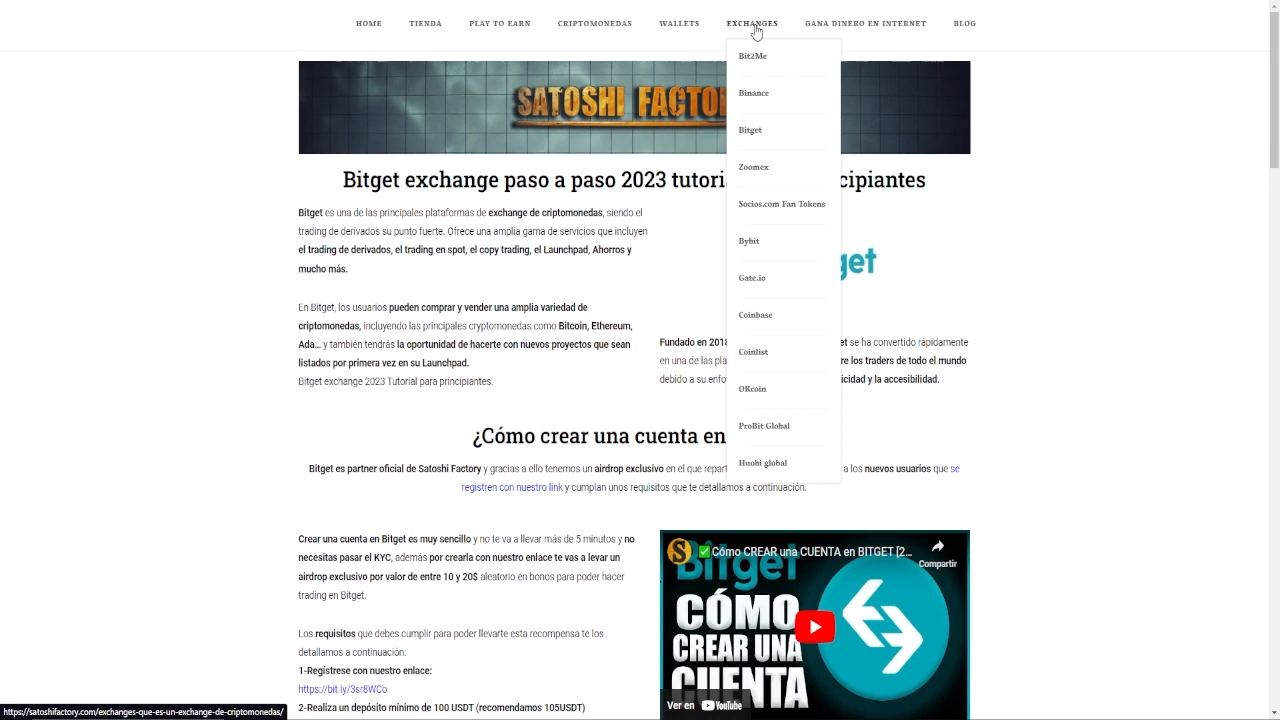 HOME TIENDA PLAY TO EARN CRIPTOMONEDAS WALLETS EXCHANGES GANA DINERO EN INTERNET BLOG
Bit2Me
Binance
Bitget
Zoomex
Socios.com Fan Tokens
Bybit
Gate.io
Coinbase
Coinlist
OKcoin
ProBit Global
Huobi global
SATOSHI FACTO
Bitget exchange paso a paso 2023 tutori cipiantes
Bitget es una de las principales plataformas de exchange de criptomonedas, siendo el
trading de derivados su punto fuerte. Ofrece una amplia gama de servicios que incluyen
el trading de derivados, el trading en spot, el copy trading, el Launchpad, Ahorros y
mucho más.
En Bitget, los usuarios pueden comprar y vender una amplia variedad de
criptomonedas, incluyendo las principales cryptomonedas como Bitcoin, Ethereum,
Ada... y también tendrás la oportunidad de hacerte con nuevos proyectos que sean
listados por primera vez en su Launchpad.
Bitget exchange 2023 Tutorial para principiantes.
get
Fundado en 2018 et se ha convertido rápidamente
en una de las pla re los traders de todo el mundo
debido a su enfo icidad y la accesibilidad.
¿Cómo crear una cuenta en
Bitget es partner oficial de Satoshi Factory y gracias a ello tenemos un airdrop exclusivo en el que repart a los nuevos usuarios que se
registren con nuestro link y cumplan unos requisitos que te detallamos a continuación.
Crear una cuenta en Bitget es muy sencillo y no te va a llevar más de 5 minutos y no
necesitas pasar el KYC, además por crearla con nuestro enlace te vas a levar un
airdrop exclusivo por valor de entre 10 y 20$ aleatorio en bonos para poder hacer
trading en Bitget.
Los requisitos que debes cumplir para poder llevarte esta recompensa te los
detallamos a continuación:
1-Regístrese con nuestro enlace:
https://bit.ly/3sr8WCo
2-Realiza un depósito mínimo de 100 USDT (recomendamos 105USDT)
✅Cómo CREAR una CUENTA en BITGET [2...
Compartir
Bitget
CÓMO
CREAR UNA
CUENTA
Ver en YouTube
https://satoshifactory.com/exchanges-que-es-un-exchange-de-criptomonedas/